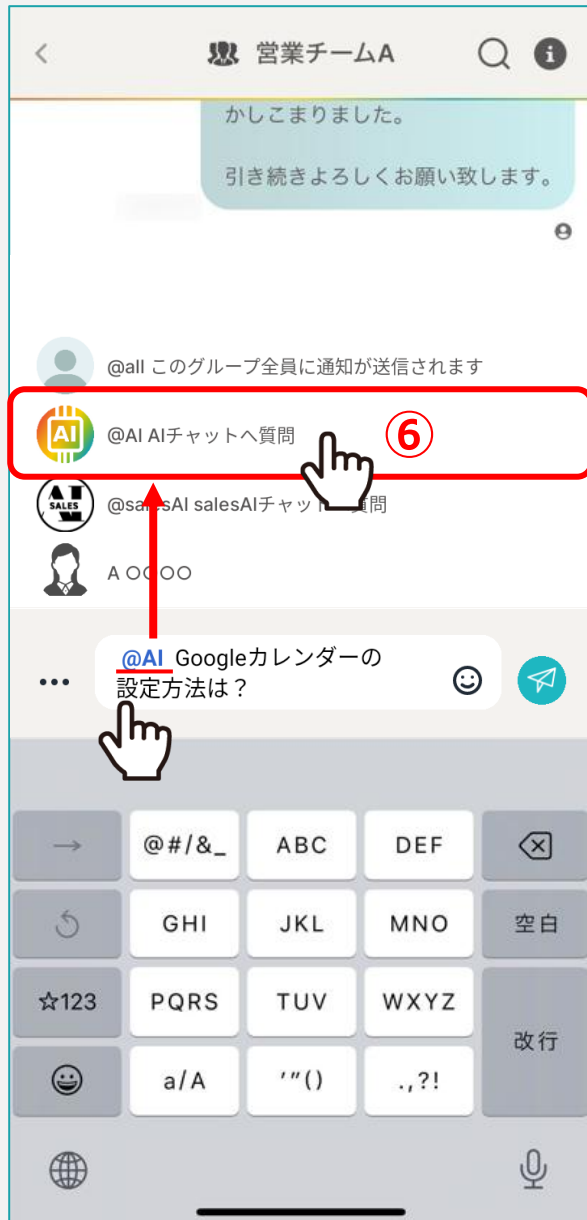 営業チームA
かしこまりました。
引き続きよろしくお願い致します。
@all このグループ全員に通知が送信されます
AI
@AI AIチャットへ質問
⑥
SALES
@salesAI salesAIチャットへ質問
A 〇〇〇〇
@AI Googleカレンダーの
設定方法は？
→ @#/&_ ABC DEF
GHI JKL MNO 空白
☆123 PQRS TUV WXYZ
改行
a/A '"() .,?!